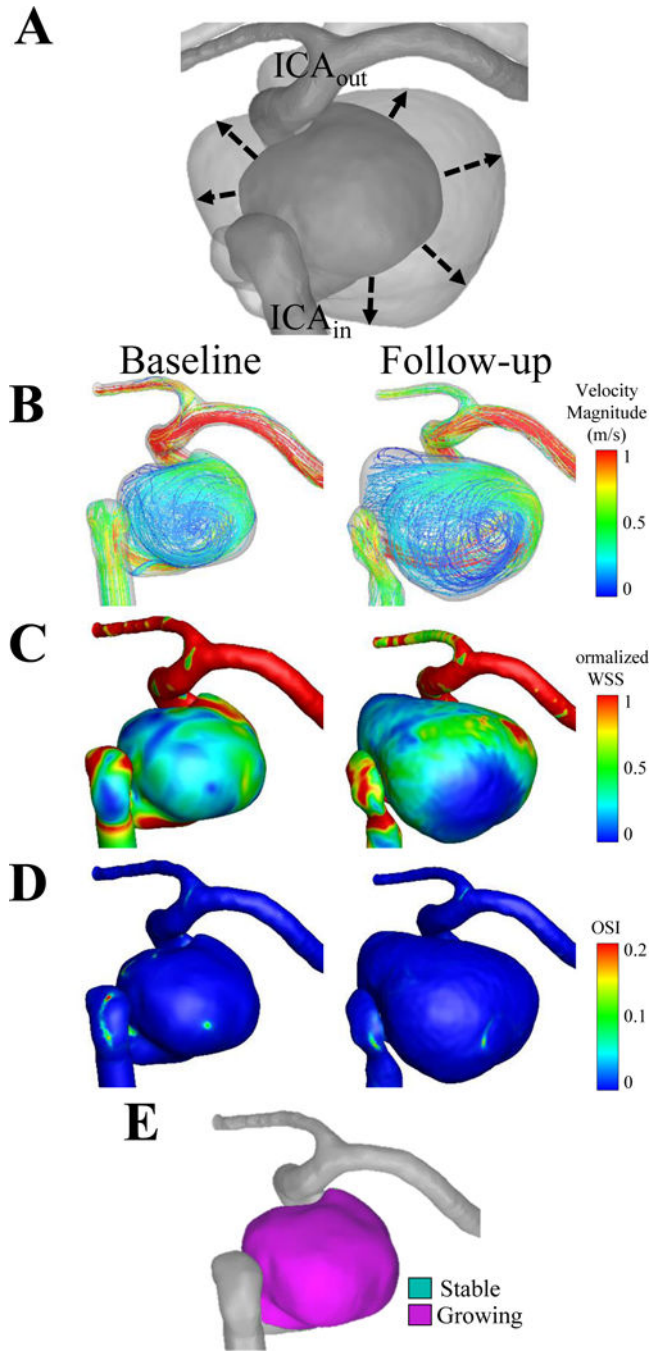 A
ICAout
ICAin
Baseline
Follow-up
B
Velocity
Magnitude
(m/s)
1
0.5
0
C
ormalized
WSS
1
0.5
0
D
OSI
0.2
0.1
0
E
Stable
Growing